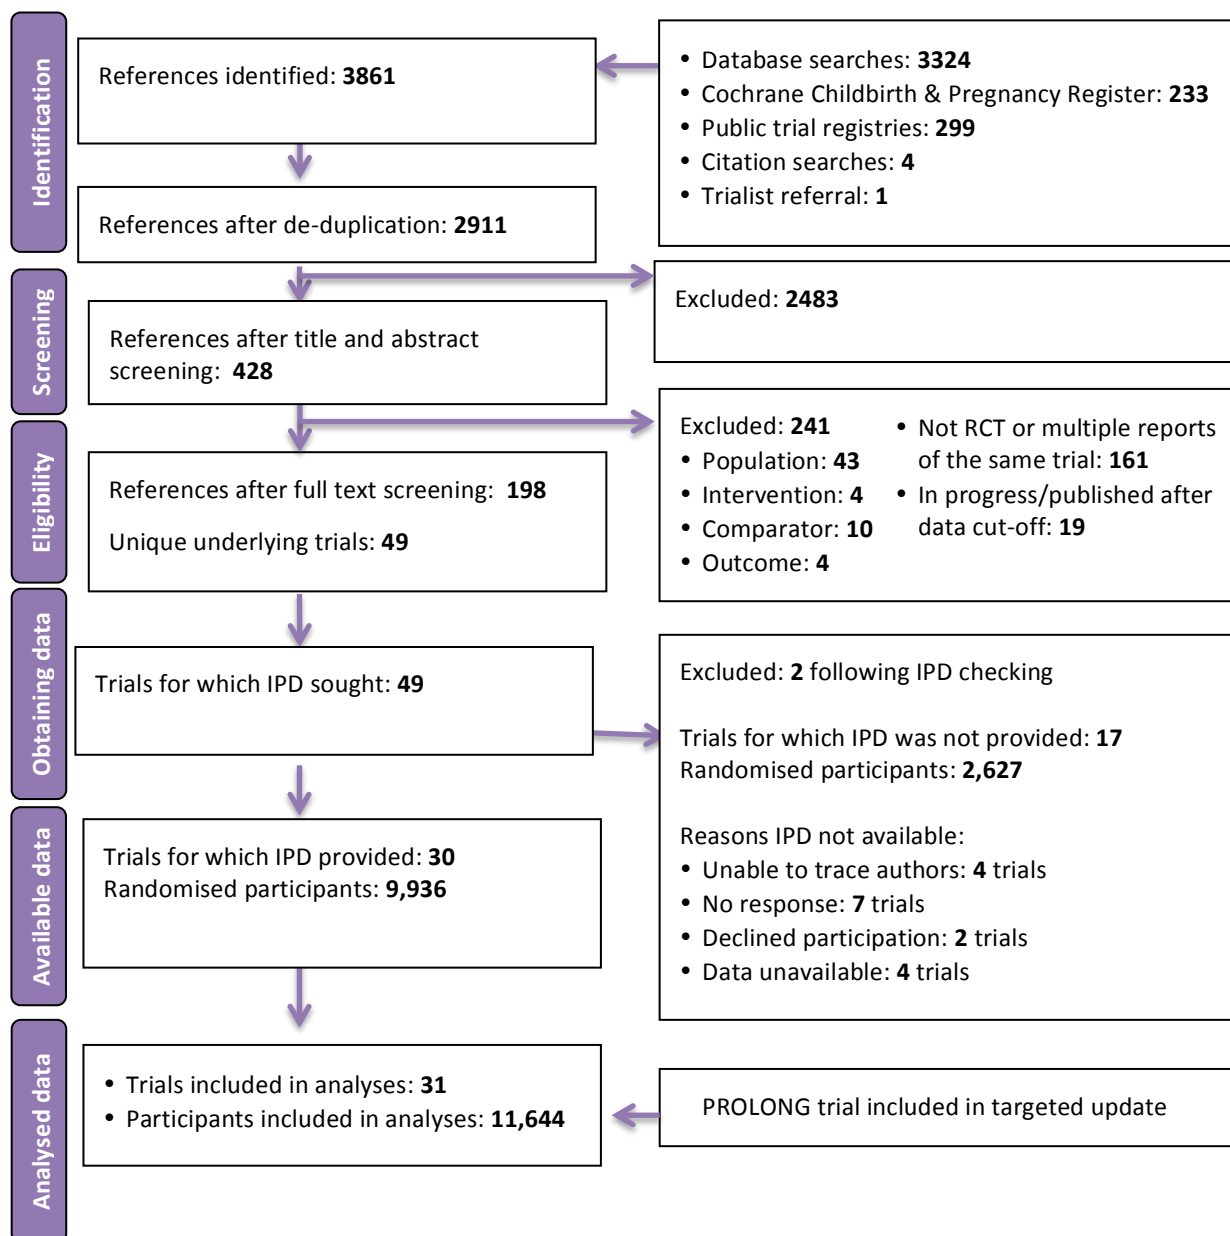 Identification
References identified: 3861
• Database searches: 3324
• Cochrane Childbirth & Pregnancy Register: 233
• Public trial registries: 299
• Citation searches: 4
• Trialist referral: 1
References after de-duplication: 2911
Screening
Excluded: 2483
References after title and abstract
screening: 428
Eligibility
References after full text screening: 198
Unique underlying trials: 49
Excluded: 241
• Population: 43
• Intervention: 4
• Comparator: 10
• Outcome: 4
• Not RCT or multiple reports
of the same trial: 161
• In progress/published after
data cut-off: 19
Obtaining data
Trials for which IPD sought: 49
Excluded: 2 following IPD checking
Trials for which IPD was not provided: 17
Randomised participants: 2,627
Reasons IPD not available:
• Unable to trace authors: 4 trials
• No response: 7 trials
• Declined participation: 2 trials
• Data unavailable: 4 trials
Available data
Trials for which IPD provided: 30
Randomised participants: 9,936
Analysed data
• Trials included in analyses: 31
• Participants included in analyses: 11,644
PROLONG trial included in targeted update